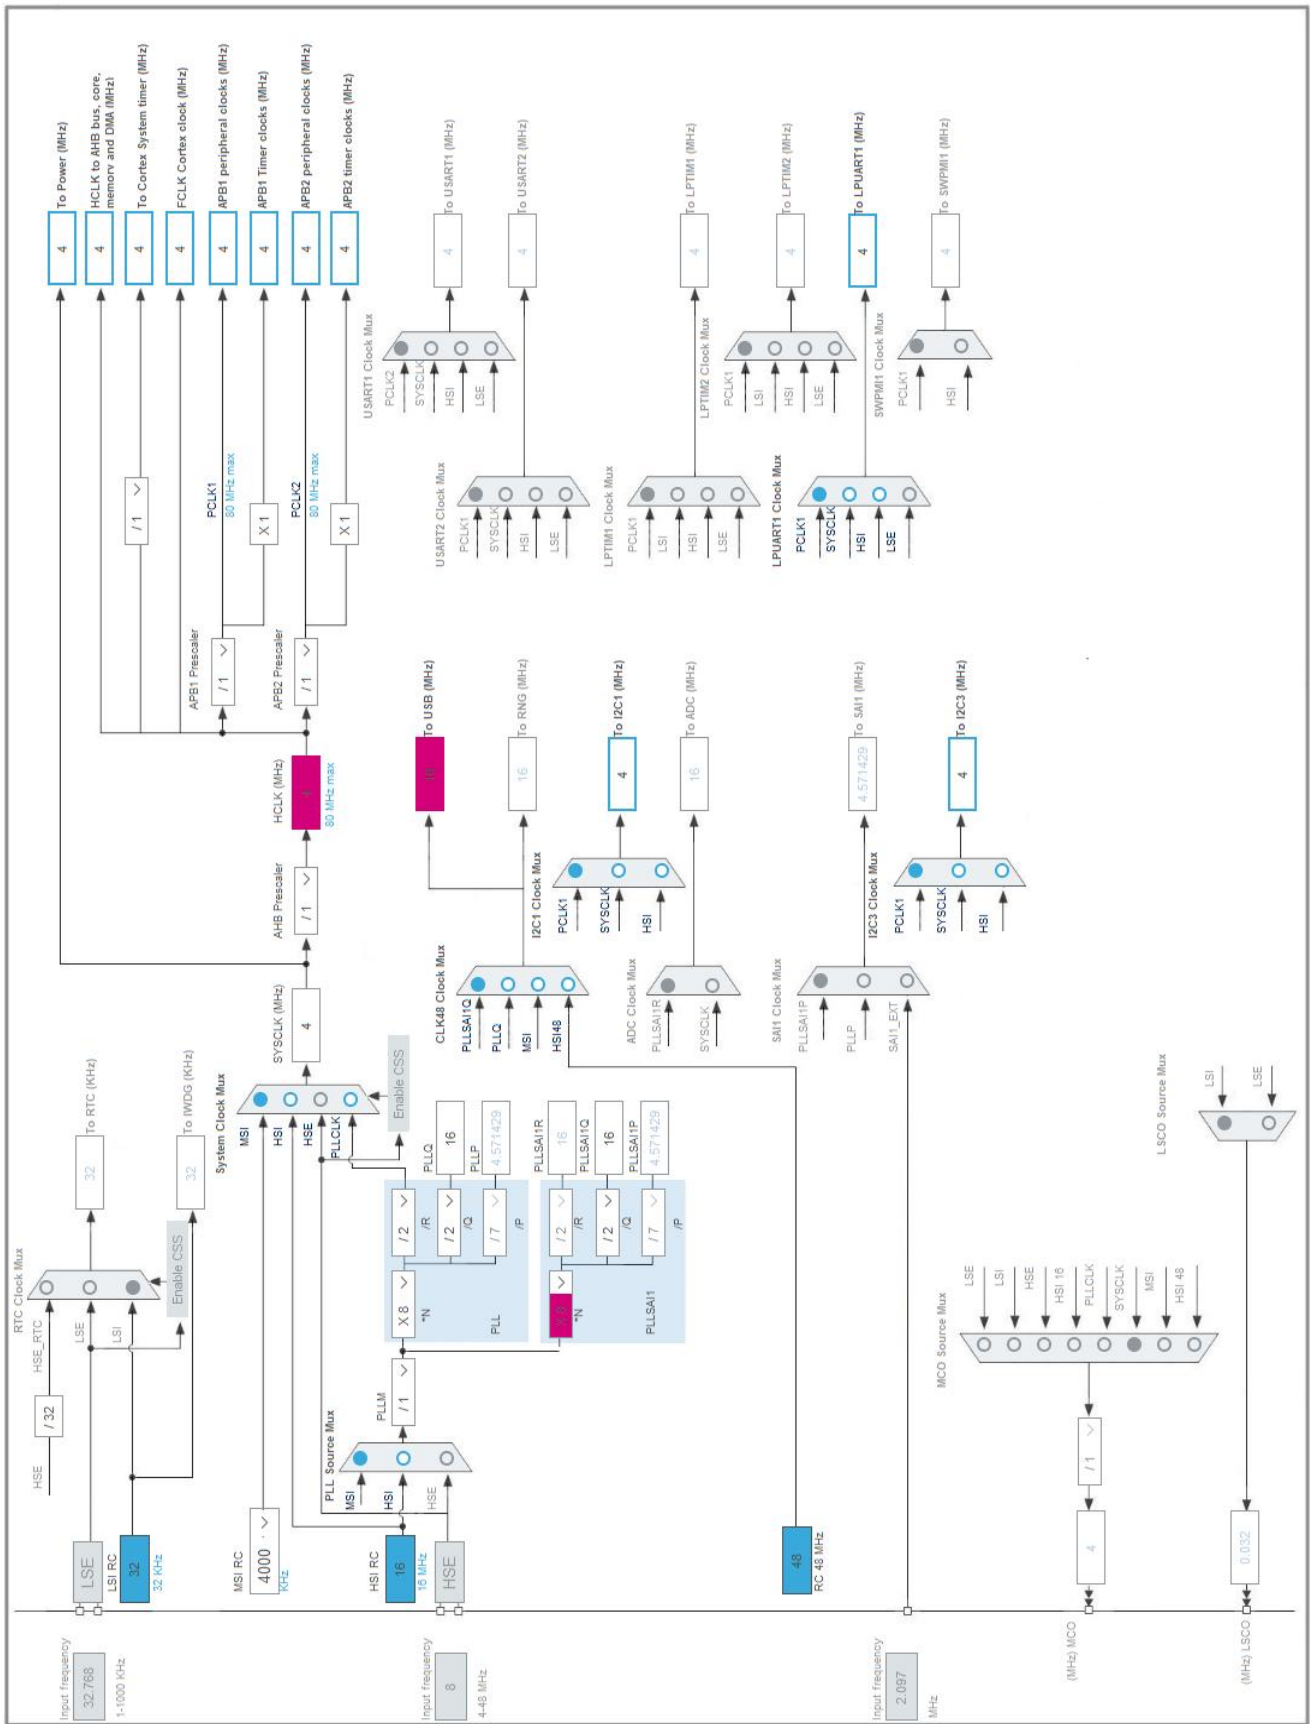 Input frequency
32.768
1-1000 KHz
LSE
LSI RC
32
32 KHz
HSE
/ 32
HSE_RTC
LSE
LSI
RTC Clock Mux
Enable CSS
32
To RTC (KHz)
32
To IWDG (KHz)
MSI RC
4000
KHz
HSI RC
16
16 MHz
Input frequency
8
4-48 MHz
HSE
PLL Source Mux
MSI
HSI
HSE
PLLM
/ 1
X 8
*N
PLL
/ 2
/R
/ 2
/Q
/ 7
/P
PLLQ
16
PLLP
4.571429
*N
PLLSAI1
/ 2
/R
/ 2
/Q
/ 7
/P
PLLSAI1R
16
PLLSAI1Q
16
PLLSAI1P
4.571429
System Clock Mux
MSI
HSI
HSE
PLLCLK
Enable CSS
SYSCLK (MHz)
4
AHB Prescaler
/ 1
HCLK (MHz)
4
80 MHz max
APB1 Prescaler
/ 1
APB2 Prescaler
/ 1
/ 1
PCLK1
80 MHz max
X 1
PCLK2
80 MHz max
X 1
4
To Power (MHz)
4
HCLK to AHB bus, core,
memory and DMA (MHz)
4
To Cortex System timer (MHz)
4
FCLK Cortex clock (MHz)
4
APB1 peripheral clocks (MHz)
4
APB1 Timer clocks (MHz)
4
APB2 peripheral clocks (MHz)
4
APB2 timer clocks (MHz)
CLK48 Clock Mux
PLLSAI1Q
PLLQ
MSI
HSI48
16
To USB (MHz)
16
To RNG (MHz)
I2C1 Clock Mux
PCLK1
SYSCLK
HSI
4
To I2C1 (MHz)
ADC Clock Mux
PLLSAI1R
SYSCLK
16
To ADC (MHz)
SAI1 Clock Mux
PLLSAI1P
PLLP
SAI1_EXT
4.571429
To SAI1 (MHz)
I2C3 Clock Mux
PCLK1
SYSCLK
HSI
4
To I2C3 (MHz)
USART1 Clock Mux
PCLK2
SYSCLK
HSI
LSE
4
To USART1 (MHz)
USART2 Clock Mux
PCLK1
SYSCLK
HSI
LSE
4
To USART2 (MHz)
LPTIM1 Clock Mux
PCLK1
LSI
HSI
LSE
4
To LPTIM1 (MHz)
LPTIM2 Clock Mux
PCLK1
LSI
HSI
LSE
4
To LPTIM2 (MHz)
LPUART1 Clock Mux
PCLK1
SYSCLK
HSI
LSE
4
To LPUART1 (MHz)
SWPMI1 Clock Mux
PCLK1
HSI
4
To SWPMI1 (MHz)
48
RC 48 MHz
Input frequency
2.097
MHz
MCO Source Mux
LSE
LSI
HSE
HSI 16
PLLCLK
SYSCLK
MSI
HSI 48
/ 1
4
(MHz) MCO
LSCO Source Mux
LSI
LSE
0.032
(MHz) LSCO